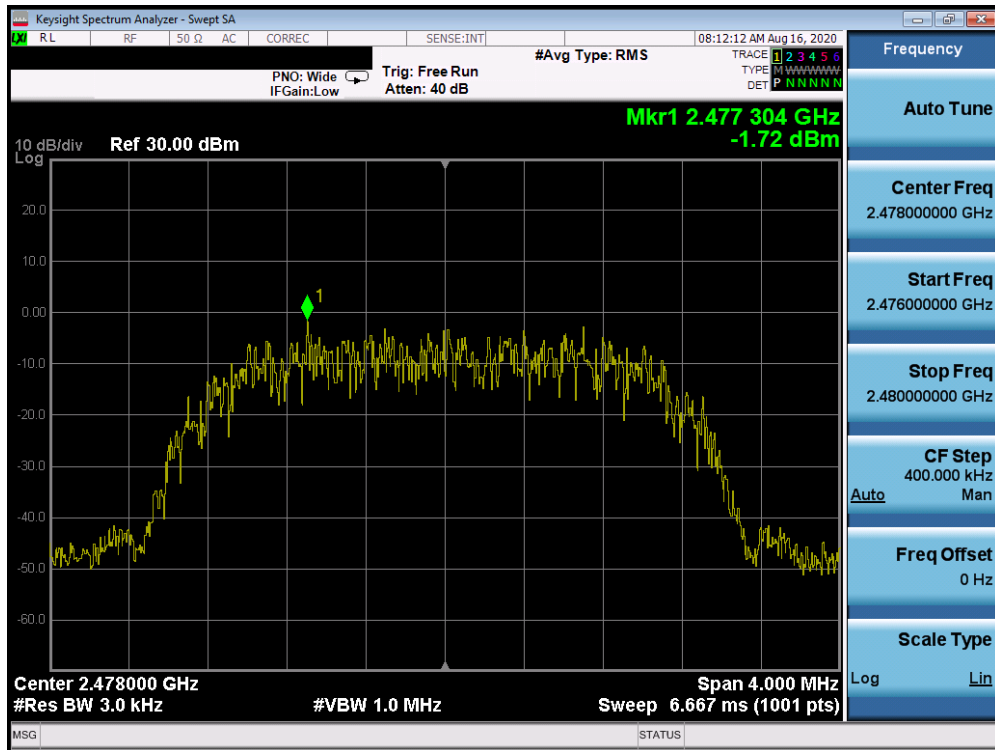 Keysight Spectrum Analyzer - Swept SA
LXI RL RF 50 Ω AC CORREC SENSE:INT 08:12:12 AM Aug 16, 2020
#Avg Type: RMS
TRACE 1 2 3 4 5 6
TYPE M WWWWW
DET P N N N N N
PNO: Wide
IFGain:Low
Trig: Free Run
Atten: 40 dB
Mkr1 2.477 304 GHz
-1.72 dBm
10 dB/div
Log
Ref 30.00 dBm
20.0
10.0
0.00
-10.0
-20.0
-30.0
-40.0
-50.0
-60.0
1
Center 2.478000 GHz
Span 4.000 MHz
#Res BW 3.0 kHz
#VBW 1.0 MHz
Sweep 6.667 ms (1001 pts)
MSG
STATUS
Frequency
Auto Tune
Center Freq
2.478000000 GHz
Start Freq
2.476000000 GHz
Stop Freq
2.480000000 GHz
CF Step
400.000 kHz
Auto Man
Freq Offset
0 Hz
Scale Type
Log Lin